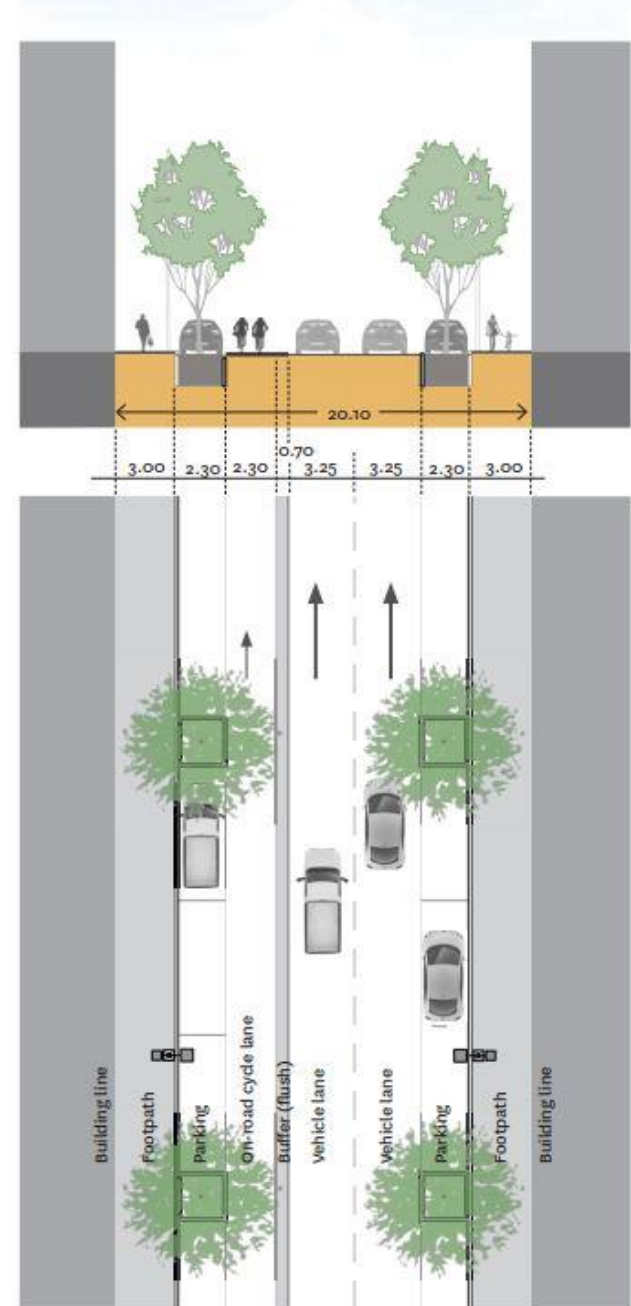 20.10
0.70
3.00 2.30 2.30 3.25 3.25 2.30 3.00
Building line
Footpath
Parking
On-road cycle lane
Buffer (flush)
Vehicle lane
Vehicle lane
Parking
Footpath
Building line